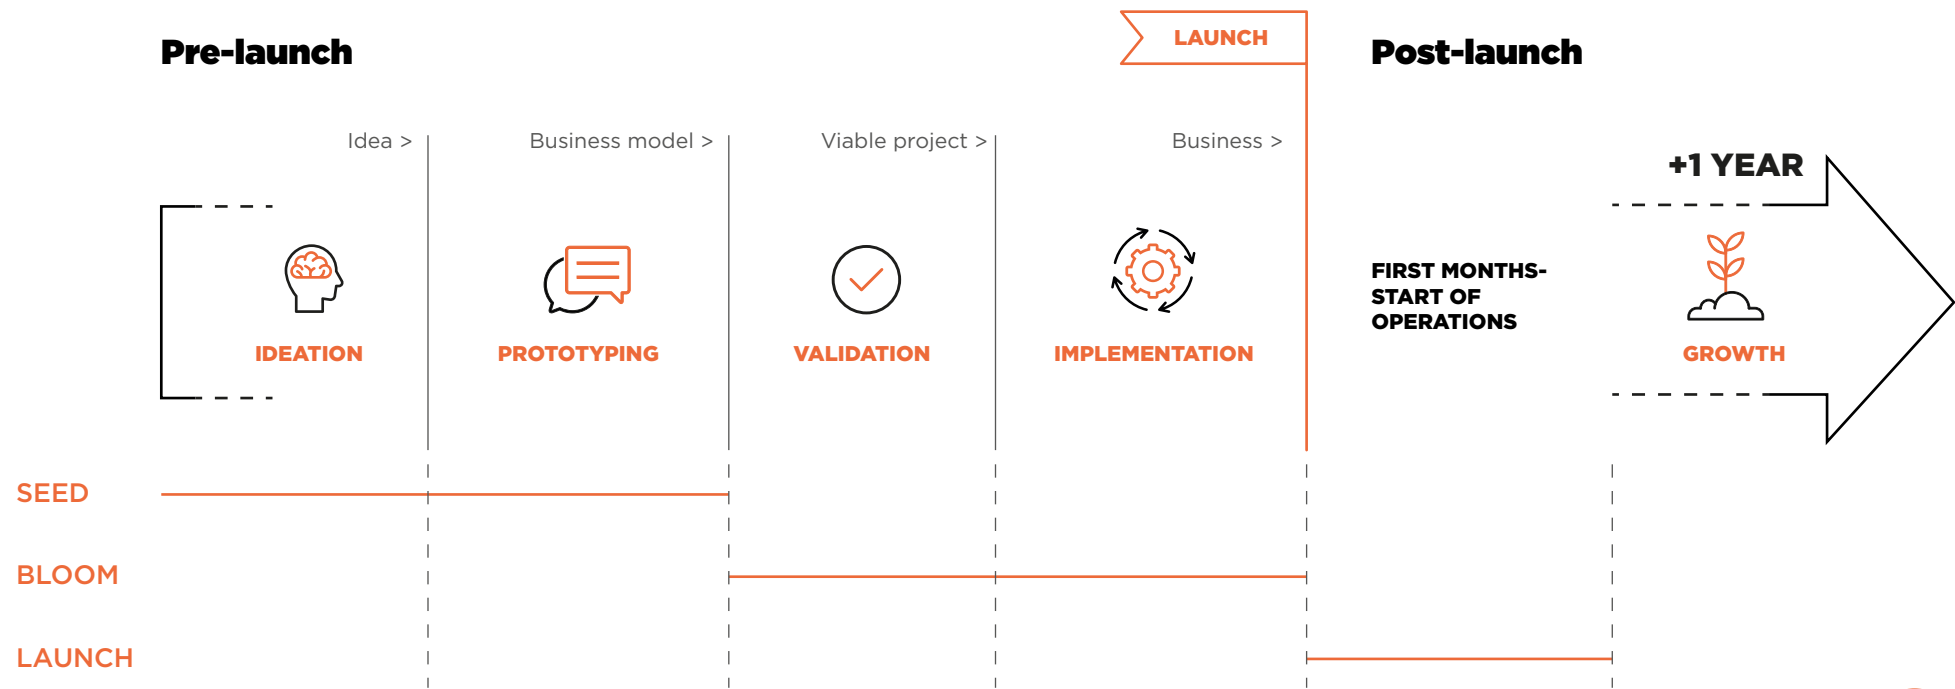 Pre-launch
LAUNCH
Post-launch
Idea >
Business model >
Viable project >
Business >
+1 YEAR
FIRST MONTHS-
START OF
OPERATIONS
IDEATION
PROTOTYPING
VALIDATION
IMPLEMENTATION
GROWTH
SEED
BLOOM
LAUNCH